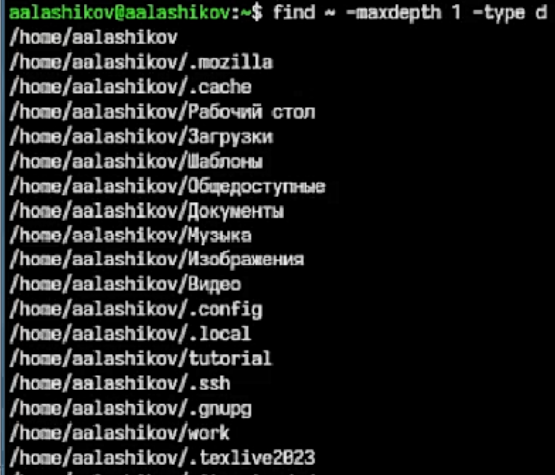 aalashikov@aalashikov:~$ find ~ -maxdepth 1 -type d
/home/aalashikov
/home/aalashikov/.mozilla
/home/aalashikov/.cache
/home/aalashikov/Рабочий стол
/home/aalashikov/Загрузки
/home/aalashikov/Шаблоны
/home/aalashikov/Общедоступные
/home/aalashikov/Документы
/home/aalashikov/Музыка
/home/aalashikov/Изображения
/home/aalashikov/Видео
/home/aalashikov/.config
/home/aalashikov/.local
/home/aalashikov/tutorial
/home/aalashikov/.ssh
/home/aalashikov/.gnupg
/home/aalashikov/work
/home/aalashikov/.texlive2023